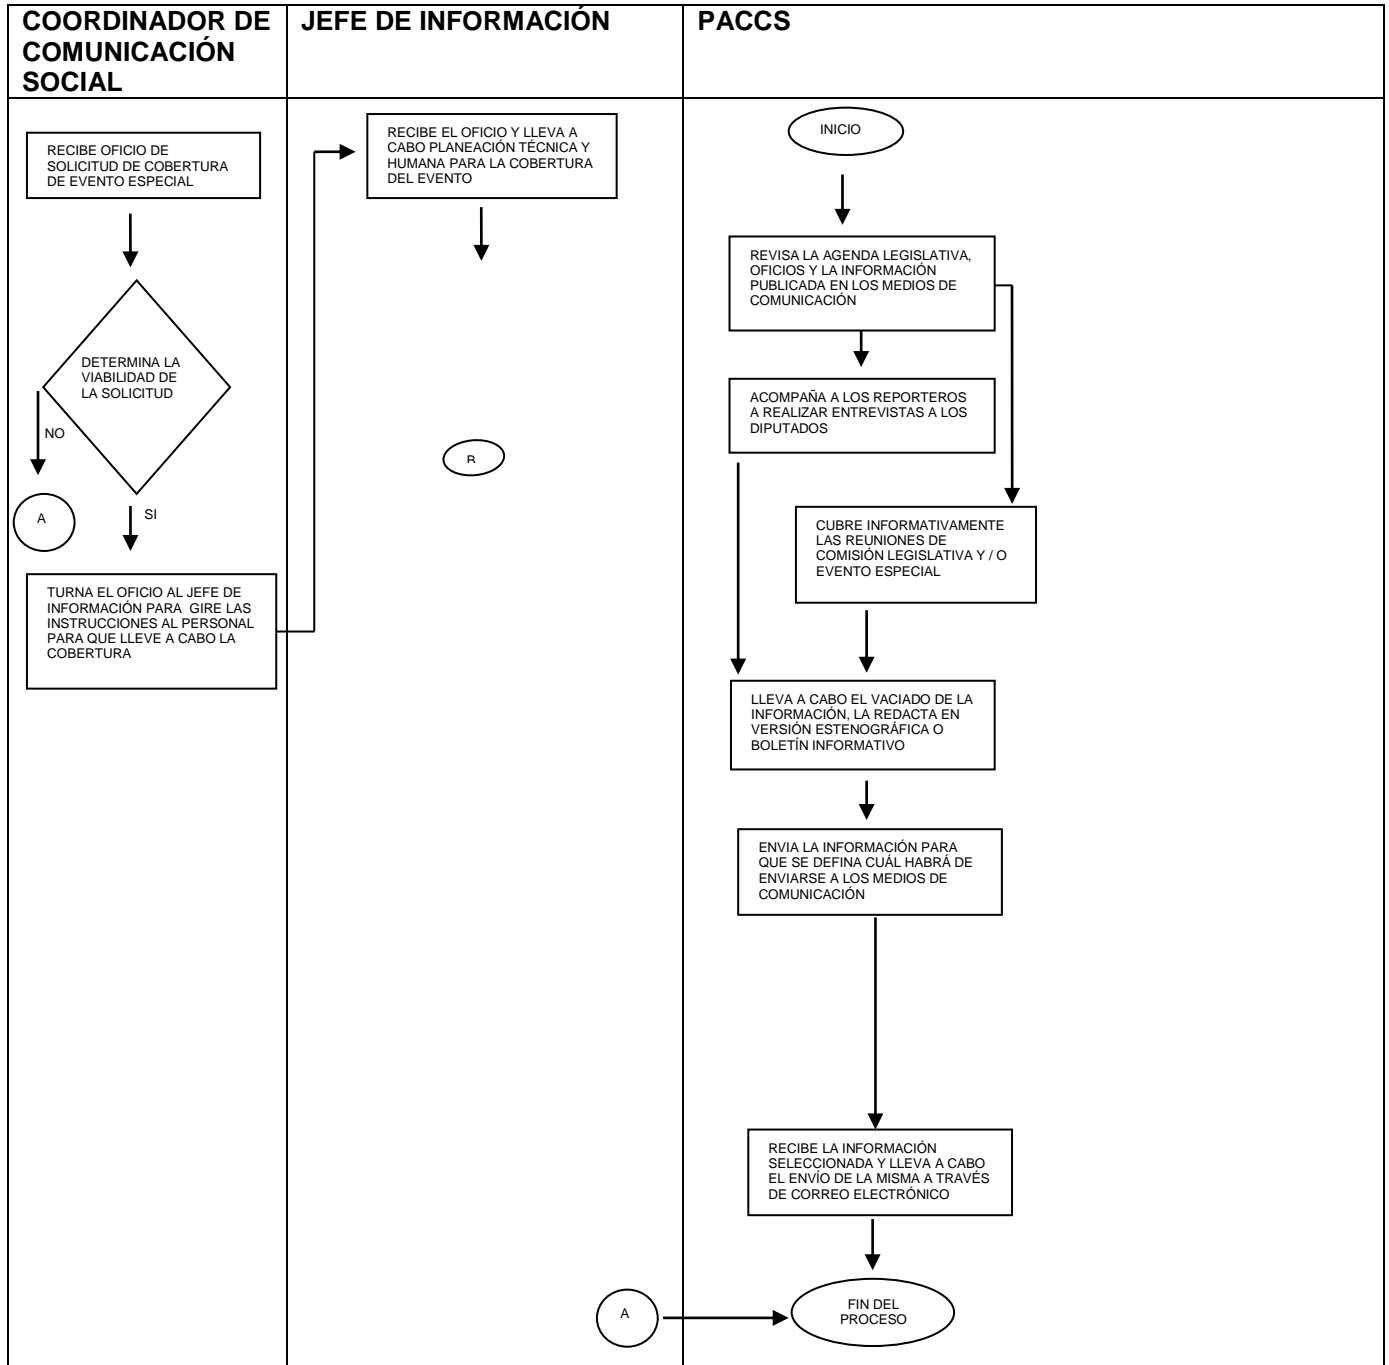 COORDINADOR DE
COMUNICACIÓN
SOCIAL
JEFE DE INFORMACIÓN
PACCS
RECIBE OFICIO DE
SOLICITUD DE COBERTURA
DE EVENTO ESPECIAL
DETERMINA LA
VIABILIDAD DE
LA SOLICITUD
NO
A
SI
TURNA EL OFICIO AL JEFE DE
INFORMACIÓN PARA GIRE LAS
INSTRUCCIONES AL PERSONAL
PARA QUE LLEVE A CABO LA
COBERTURA
RECIBE EL OFICIO Y LLEVA A
CABO PLANEACIÓN TÉCNICA Y
HUMANA PARA LA COBERTURA
DEL EVENTO
B
INICIO
REVISA LA AGENDA LEGISLATIVA,
OFICIOS Y LA INFORMACIÓN
PUBLICADA EN LOS MEDIOS DE
COMUNICACIÓN
ACOMPAÑA A LOS REPORTEROS
A REALIZAR ENTREVISTAS A LOS
DIPUTADOS
CUBRE INFORMATIVAMENTE
LAS REUNIONES DE
COMISIÓN LEGISLATIVA Y / O
EVENTO ESPECIAL
LLEVA A CABO EL VACIADO DE LA
INFORMACIÓN, LA REDACTA EN
VERSIÓN ESTENOGRÁFICA O
BOLETÍN INFORMATIVO
ENVIA LA INFORMACIÓN PARA
QUE SE DEFINA CUÁL HABRÁ DE
ENVIARSE A LOS MEDIOS DE
COMUNICACIÓN
RECIBE LA INFORMACIÓN
SELECCIONADA Y LLEVA A CABO
EL ENVÍO DE LA MISMA A TRAVÉS
DE CORREO ELECTRÓNICO
A
FIN DEL
PROCESO